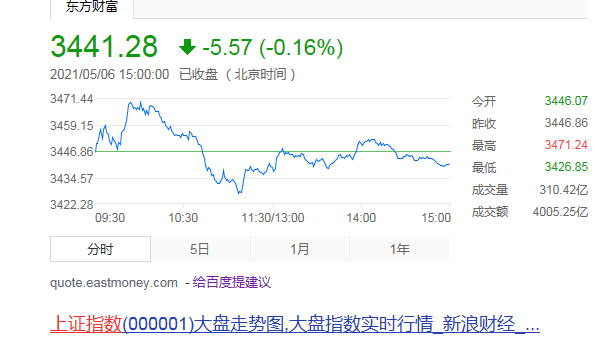 东方财富
3441.28 -5.57 (-0.16%)
2021/05/06 15:00:00 已收盘 (北京时间)
3471.44
3459.15
3446.86
3434.57
3422.28
09:30 10:30 11:30/13:00 14:00 15:00
今开 3446.07
昨收 3446.86
最高 3471.24
最低 3426.85
成交量 310.42亿
成交额 4005.25亿
分时 5日 1月 1年
quote.eastmoney.com - 给百度提建议
上证指数(000001)大盘走势图,大盘指数实时行情_新浪财经_...